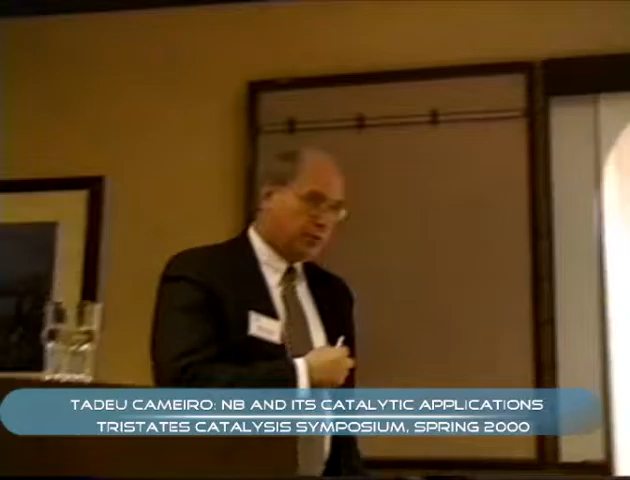 TADEU CAMEIRO: NB AND ITS CATALYTIC APPLICATIONS
TRISTATES CATALYSIS SYMPOSIUM, SPRING 2000